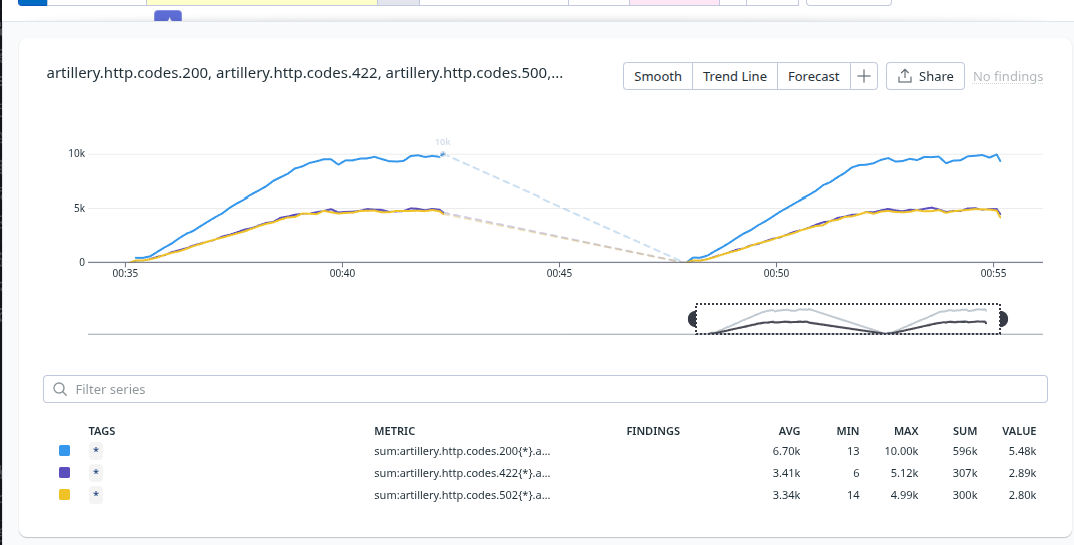 artillery.http.codes.200, artillery.http.codes.422, artillery.http.codes.500,...
Smooth Trend Line Forecast Share No findings
10k
10k
5k
0
00:35 00:40 00:45 00:50 00:55
Filter series
TAGS METRIC FINDINGS AVG MIN MAX SUM VALUE
* sum:artillery.http.codes.200{*}.a... 6.70k 13 10.00k 596k 5.48k
* sum:artillery.http.codes.422{*}.a... 3.41k 6 5.12k 307k 2.89k
* sum:artillery.http.codes.502{*}.a... 3.34k 14 4.99k 300k 2.80k